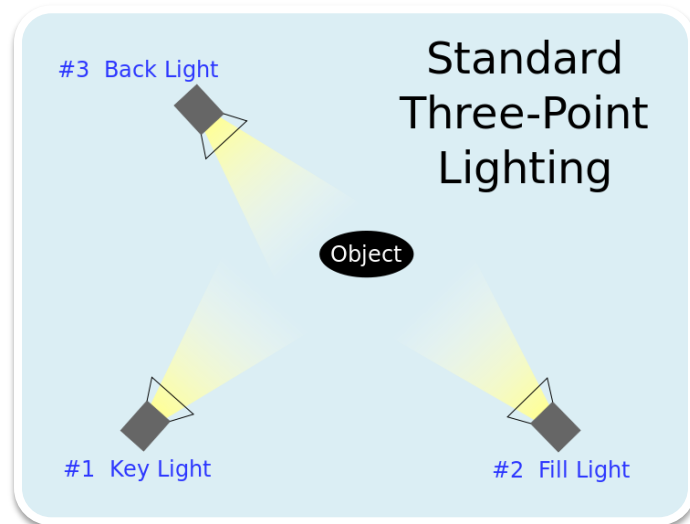 #3 Back Light
Standard
Three-Point
Lighting
Object
#1 Key Light
#2 Fill Light